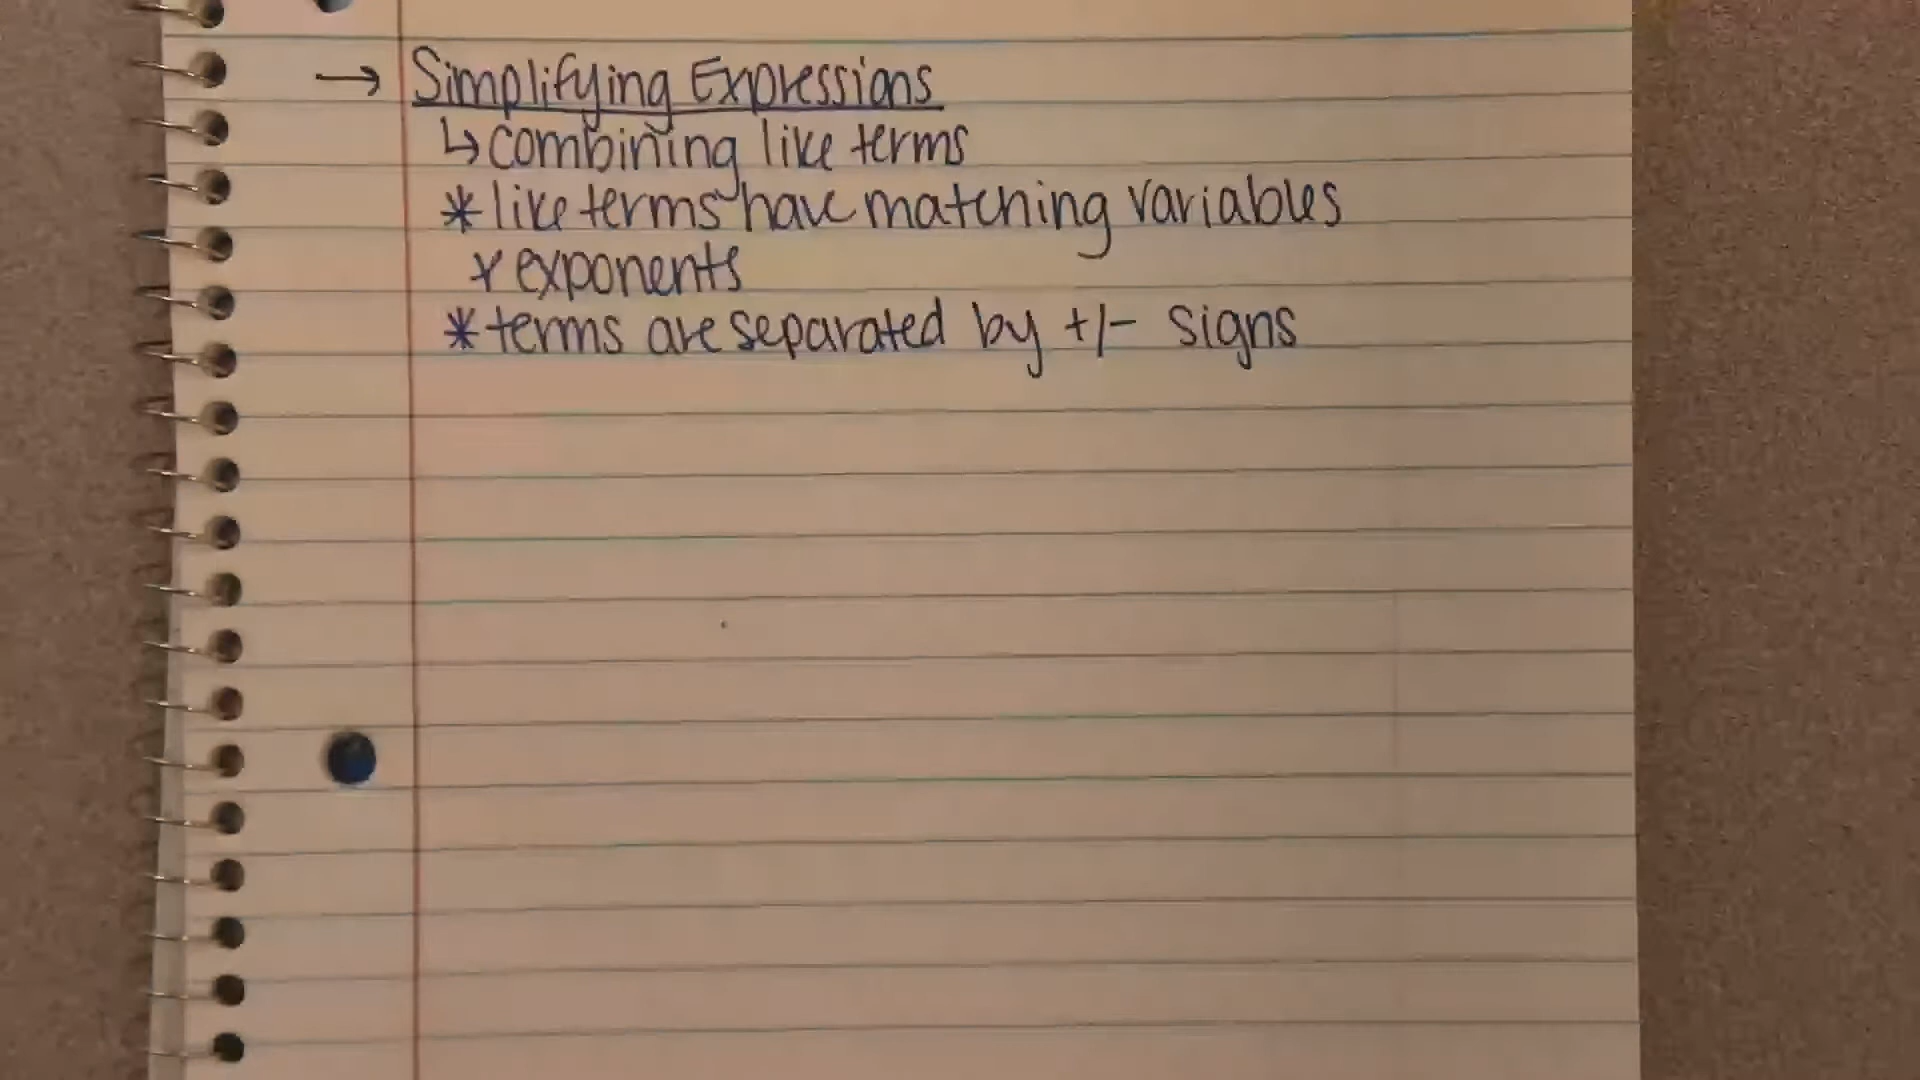 → Simplifying Expressions
↳ combining like terms
* like terms have matching variables
+ exponents
* terms are separated by +/- signs